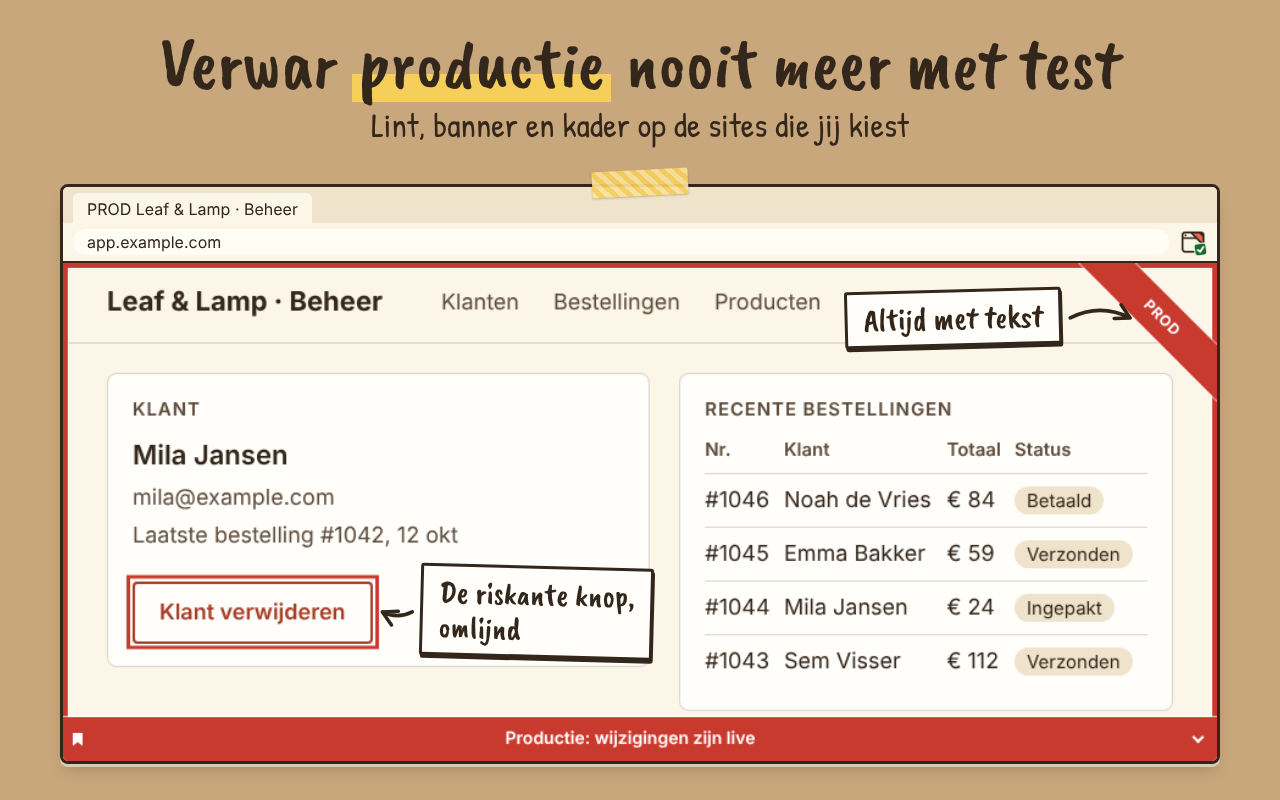 Verwar productie nooit meer met test
Lint, banner en kader op de sites die jij kiest
PROD Leaf & Lamp · Beheer
app.example.com
Leaf & Lamp · Beheer
Klanten
Bestellingen
Producten
Altijd met tekst
PROD
KLANT
Mila Jansen
mila@example.com
Laatste bestelling #1042, 12 okt
Klant verwijderen
De riskante knop,
omlijnd
RECENTE BESTELLINGEN
Nr. Klant Totaal Status
#1046 Noah de Vries € 84 Betaald
#1045 Emma Bakker € 59 Verzonden
#1044 Mila Jansen € 24 Ingepakt
#1043 Sem Visser € 112 Verzonden
Productie: wijzigingen zijn live